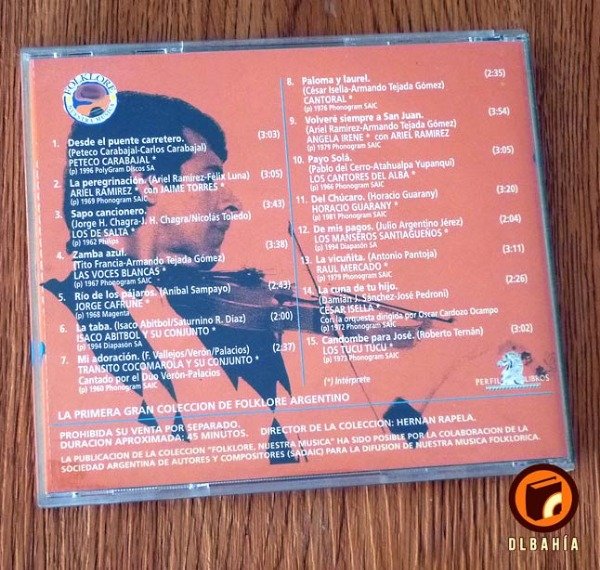 FOLKLORE
1. Desde el puente carretero. (3:03)
(Peteco Carabajal-Carlos Carabajal)
PETECO CARABAJAL *
(p) 1996 PolyGram Discos SA
2. La peregrinación. (Ariel Ramírez-Félix Luna) (3:05)
ARIEL RAMIREZ * con JAIME TORRES *
(p) 1969 Phonogram SAIC
3. Sapo cancionero. (3:43)
(Jorge H. Chagra-J. H. Chagra/Nicolás Toledo)
LOS DE SALTA *
(p) 1962 Philips
4. Zamba azul. (3:38)
(Tito Francia-Armando Tejada Gómez)
LAS VOCES BLANCAS *
(p) 1967 Phonogram SAIC
5. Río de los pájaros. (Aníbal Sampayo) (2:43)
JORGE CAFRUNE *
(p) 1968 Magenta
6. La taba. (Isaco Abitbol/Saturnino R. Diaz) (2:00)
ISACO ABITBOL Y SU CONJUNTO *
(p) 1994 Diapasón SA
7. Mi adoración. (F. Vallejos/Verón/Palacios) (2:37)
TRANSITO COCOMAROLA Y SU CONJUNTO *
Cantado por el Dúo Verón-Palacios
(p) 1960 Phonogram SAIC
8. Paloma y laurel. (2:35)
(César Isella-Armando Tejada Gómez)
CANTORAL *
(p) 1976 Phonogram SAIC
9. Volveré siempre a San Juan. (3:54)
(Ariel Ramírez-Armando Tejada Gómez)
ANGELA IRENE * con ARIEL RAMIREZ
(p) 1979 Phonogram SAIC
10. Payo Solá. (3:05)
(Pablo del Cerro-Atahualpa Yupanqui)
LOS CANTORES DEL ALBA *
(p) 1966 Phonogram SAIC
11. Del Chúcaro. (Horacio Guarany) (3:20)
HORACIO GUARANY *
(p) 1981 Phonogram SAIC
12. De mis pagos. (Julio Argentino Jérez) (2:04)
LOS MANSEROS SANTIAGUEÑOS *
(p) 1994 Diapasón SA
13. La vicuñita. (Antonio Pantoja) (3:11)
RAUL MERCADO *
(p) 1979 Phonogram SAIC
14. La cuna de tu hijo. (2:26)
(Damián J. Sánchez-José Pedroni)
CESAR ISELLA *
Con la orquesta dirigida por Oscar Cardozo Ocampo
(p) 1972 Phonogram SAIC
15. Candombe para José. (Roberto Ternán) (3:02)
LOS TUCU TUCU *
(p) 1973 Phonogram SAIC
(*) Intérprete
PERFIL LIBROS
LA PRIMERA GRAN COLECCION DE FOLKLORE ARGENTINO
PROHIBIDA SU VENTA POR SEPARADO. DIRECTOR DE LA COLECCION: HERNAN RAPELA.
DURACION APROXIMADA: 45 MINUTOS.
LA PUBLICACION DE LA COLECCION "FOLKLORE, NUESTRA MUSICA" HA SIDO POSIBLE POR LA COLABORACION DE LA
SOCIEDAD ARGENTINA DE AUTORES Y COMPOSITORES (SADAIC) PARA LA DIFUSION DE NUESTRA MUSICA FOLKLORICA.
DLBAHÍA